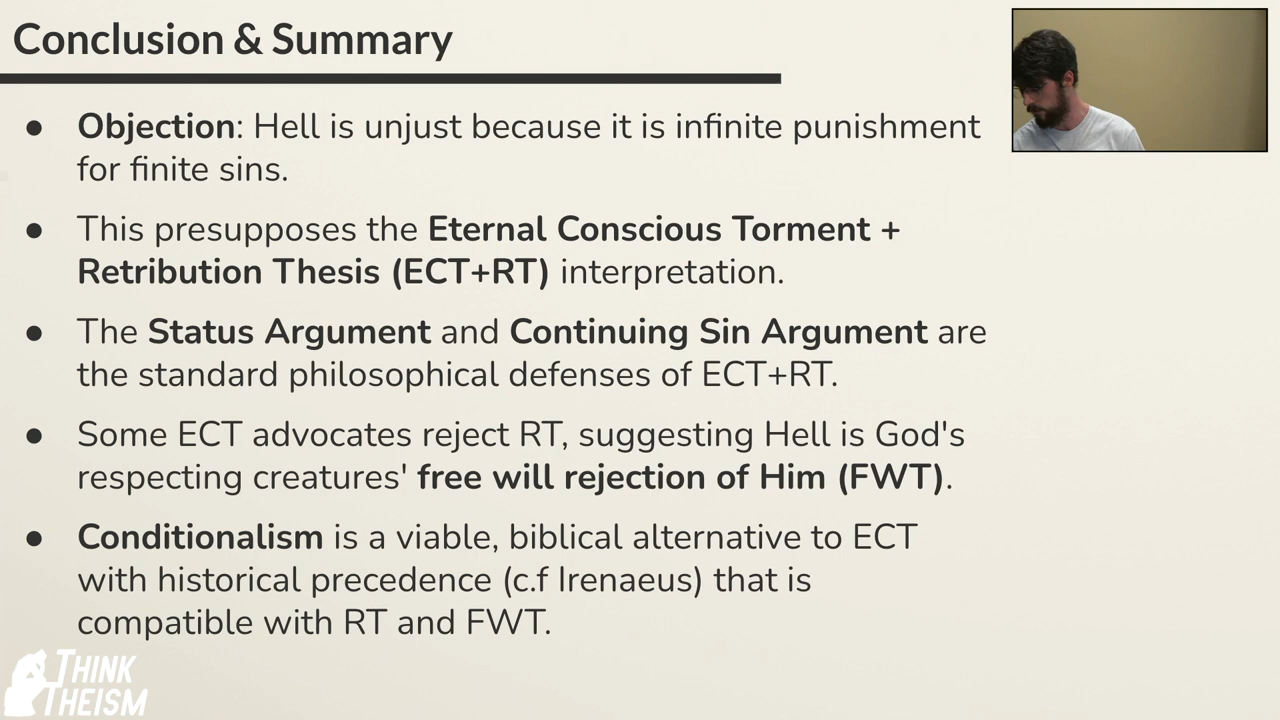 Conclusion & Summary
● Objection: Hell is unjust because it is infinite punishment
for finite sins.
● This presupposes the Eternal Conscious Torment +
Retribution Thesis (ECT+RT) interpretation.
● The Status Argument and Continuing Sin Argument are
the standard philosophical defenses of ECT+RT.
● Some ECT advocates reject RT, suggesting Hell is God's
respecting creatures' free will rejection of Him (FWT).
● Conditionalism is a viable, biblical alternative to ECT
with historical precedence (c.f Irenaeus) that is
compatible with RT and FWT.
THINK
THEISM